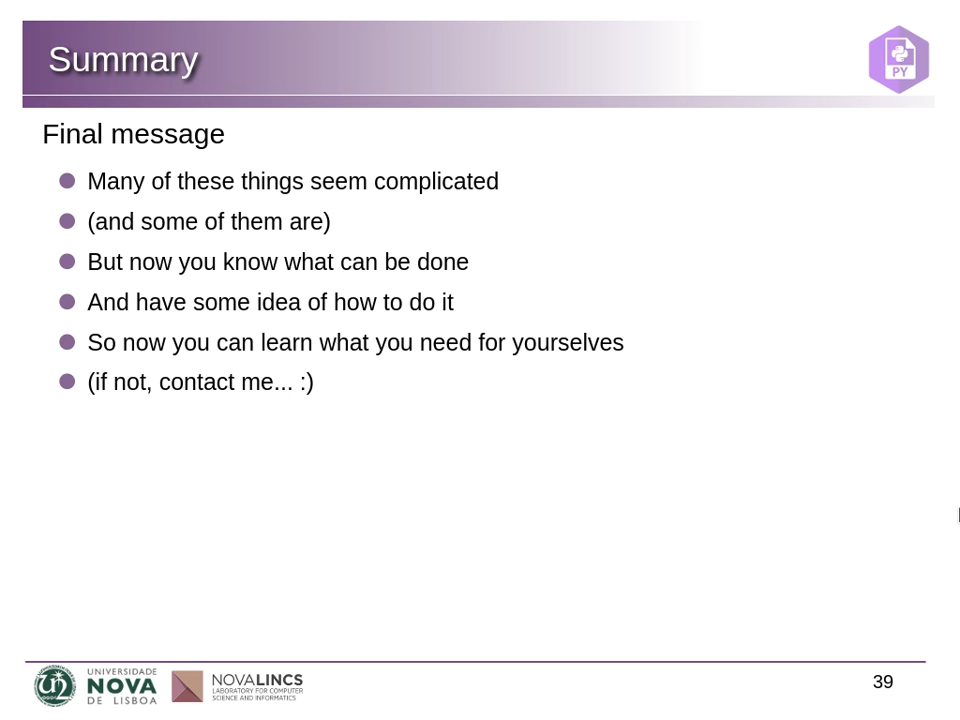 Summary
PY
Final message
Many of these things seem complicated
(and some of them are)
But now you know what can be done
And have some idea of how to do it
So now you can learn what you need for yourselves
(if not, contact me... :)
UNIVERSIDADE
NOVA
DE LISBOA
NOVALINCS
LABORATORY FOR COMPUTER
SCIENCE AND INFORMATICS
39